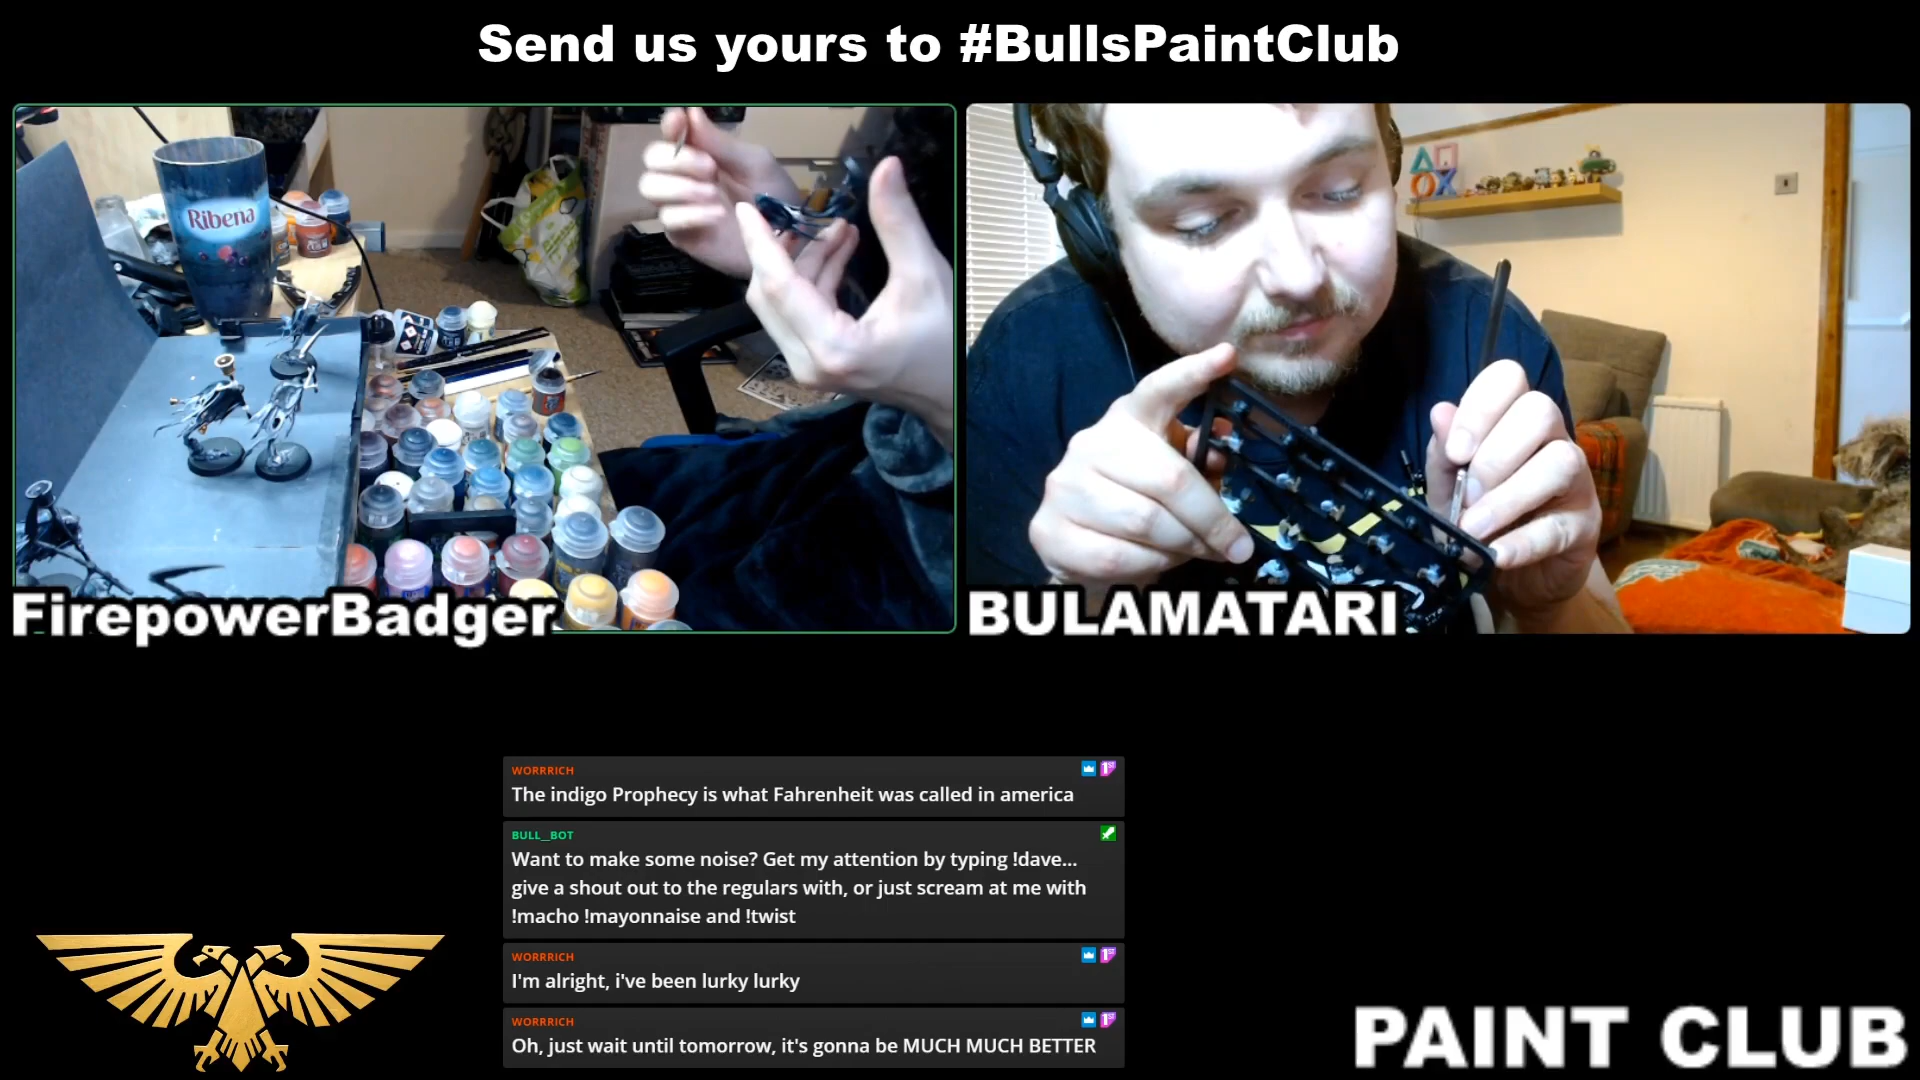 Send us yours to #BullsPaintClub
Ribena
FirepowerBadger
BULAMATARI
WORRRICH
1ST
The indigo Prophecy is what Fahrenheit was called in america
BULL_BOT
Want to make some noise? Get my attention by typing !dave...
give a shout out to the regulars with, or just scream at me with
!macho !mayonnaise and !twist
WORRRICH
1ST
I'm alright, i've been lurky lurky
WORRRICH
1ST
Oh, just wait until tomorrow, it's gonna be MUCH MUCH BETTER
PAINT CLUB